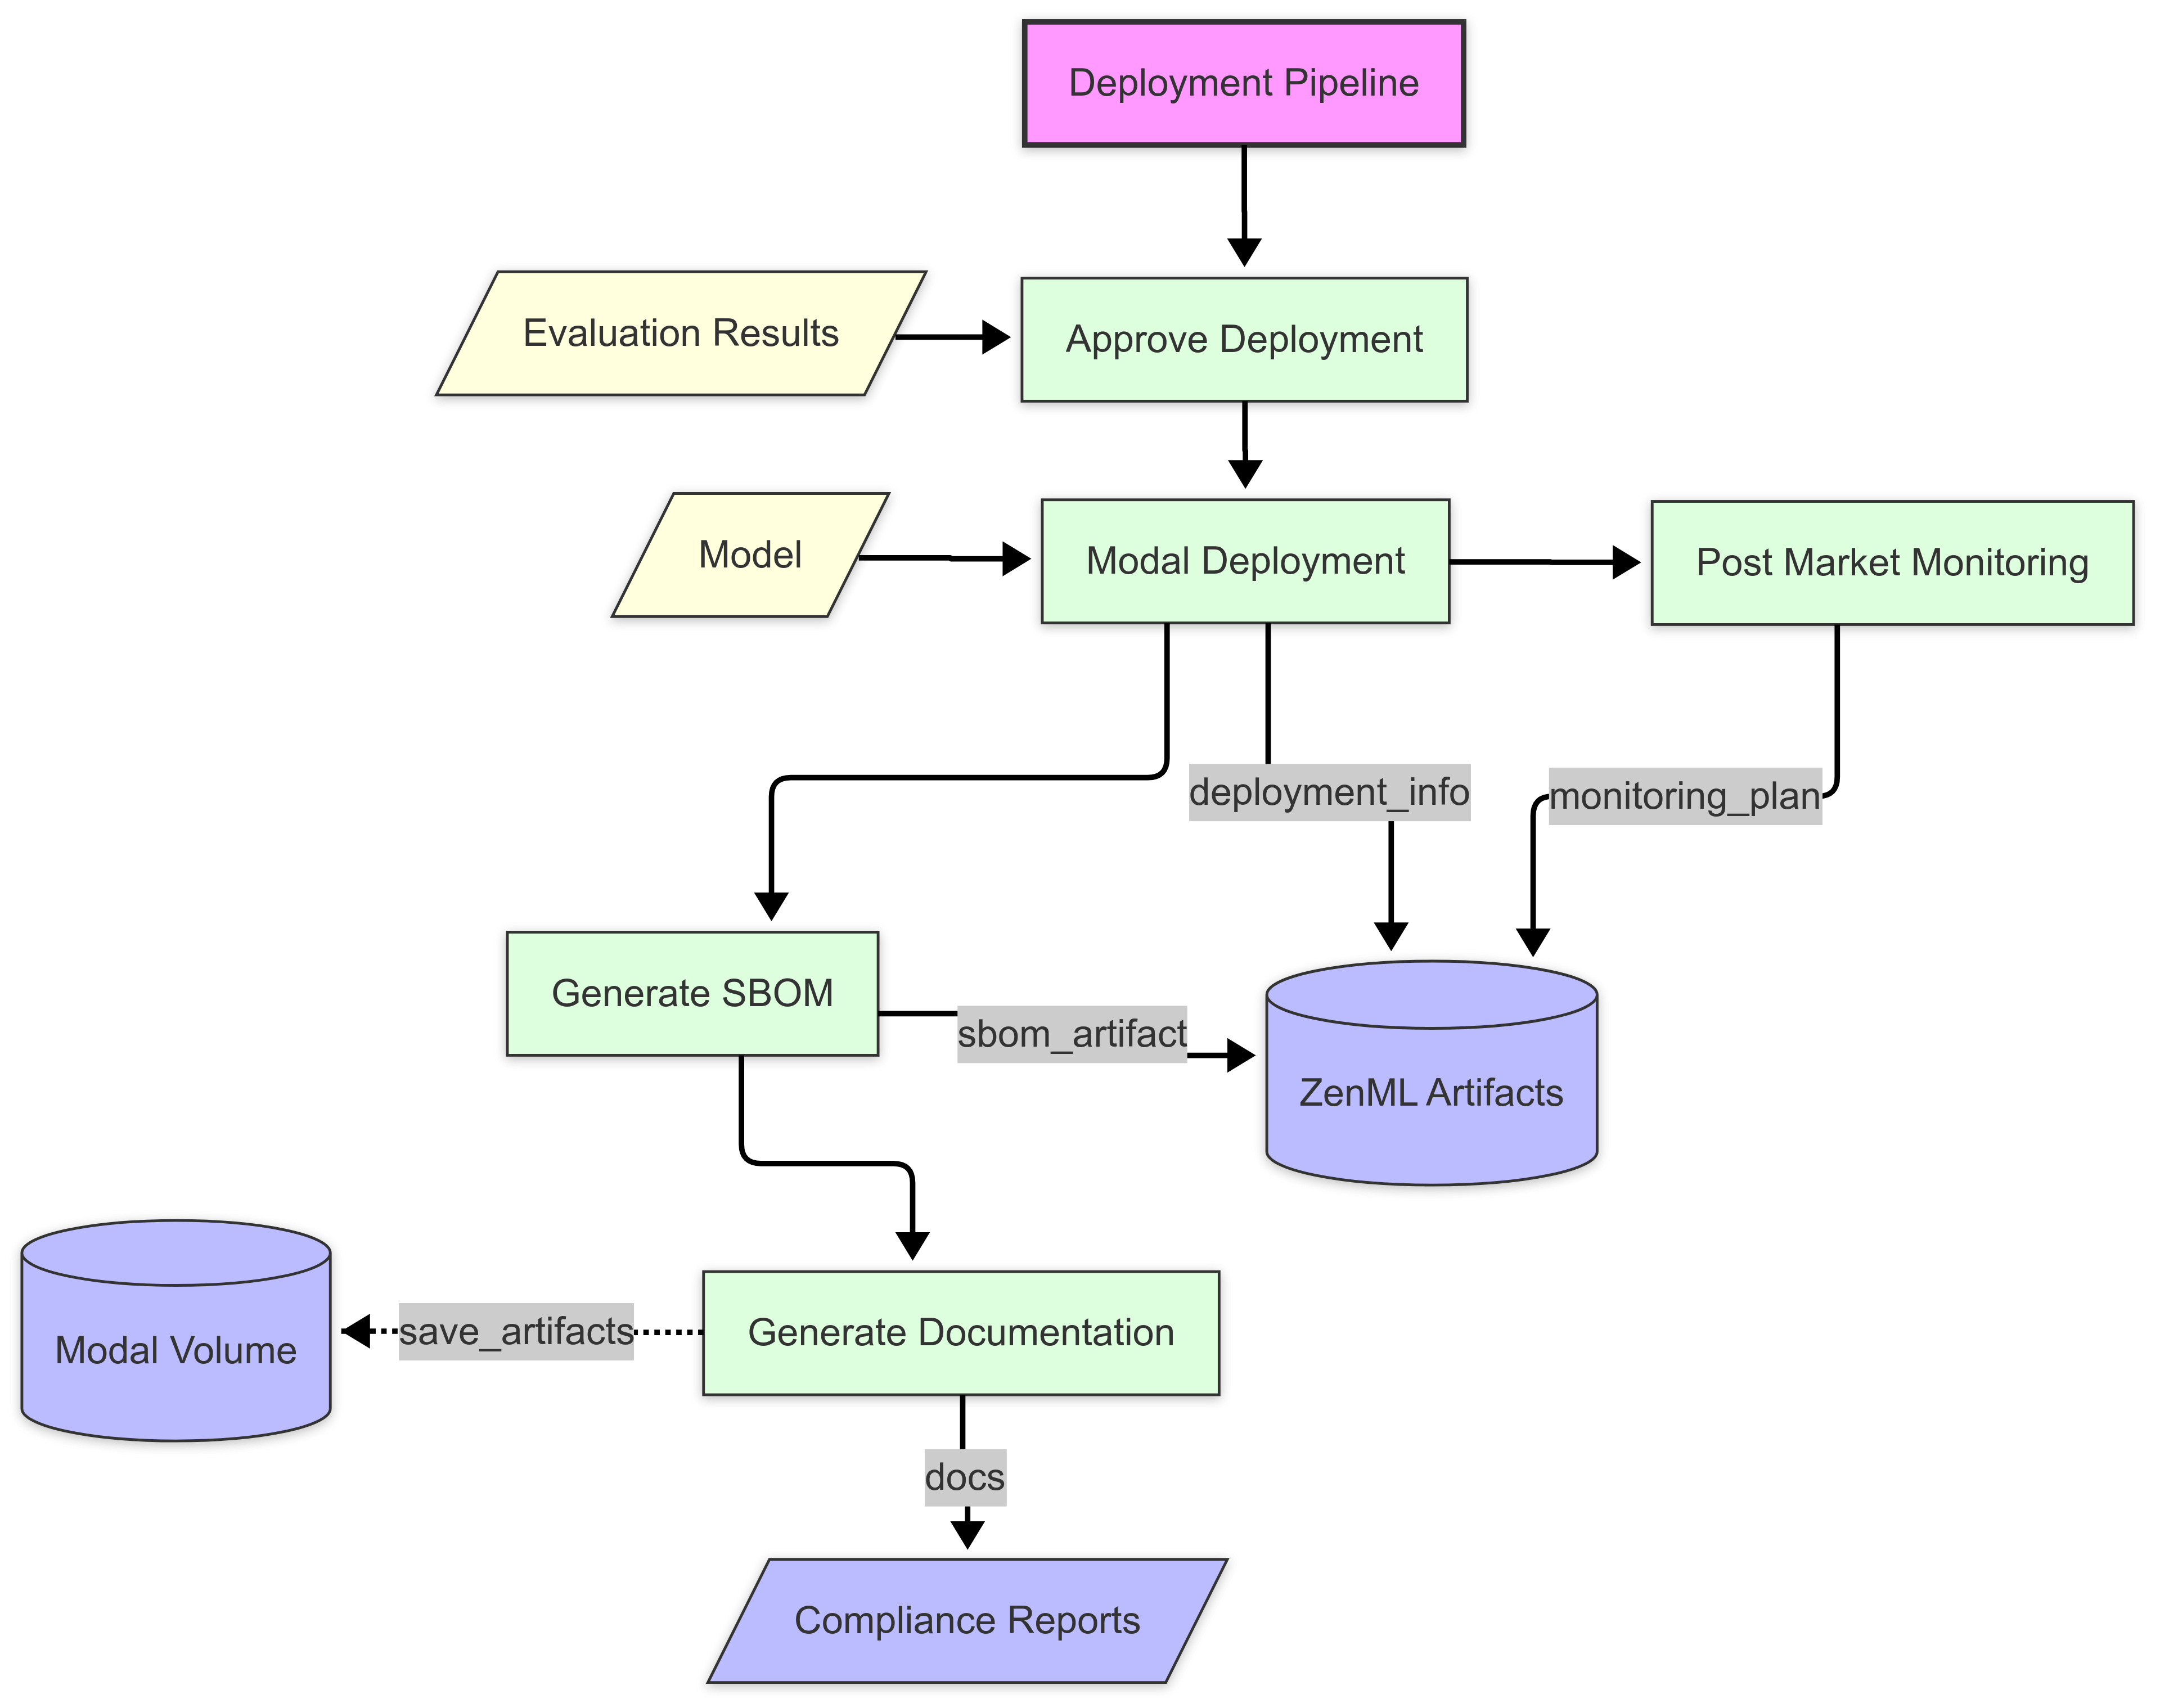 Deployment Pipeline
Evaluation Results
Approve Deployment
Model
Modal Deployment
Post Market Monitoring
deployment_info
monitoring_plan
Generate SBOM
sbom_artifact
ZenML Artifacts
Modal Volume
save_artifacts
Generate Documentation
docs
Compliance Reports